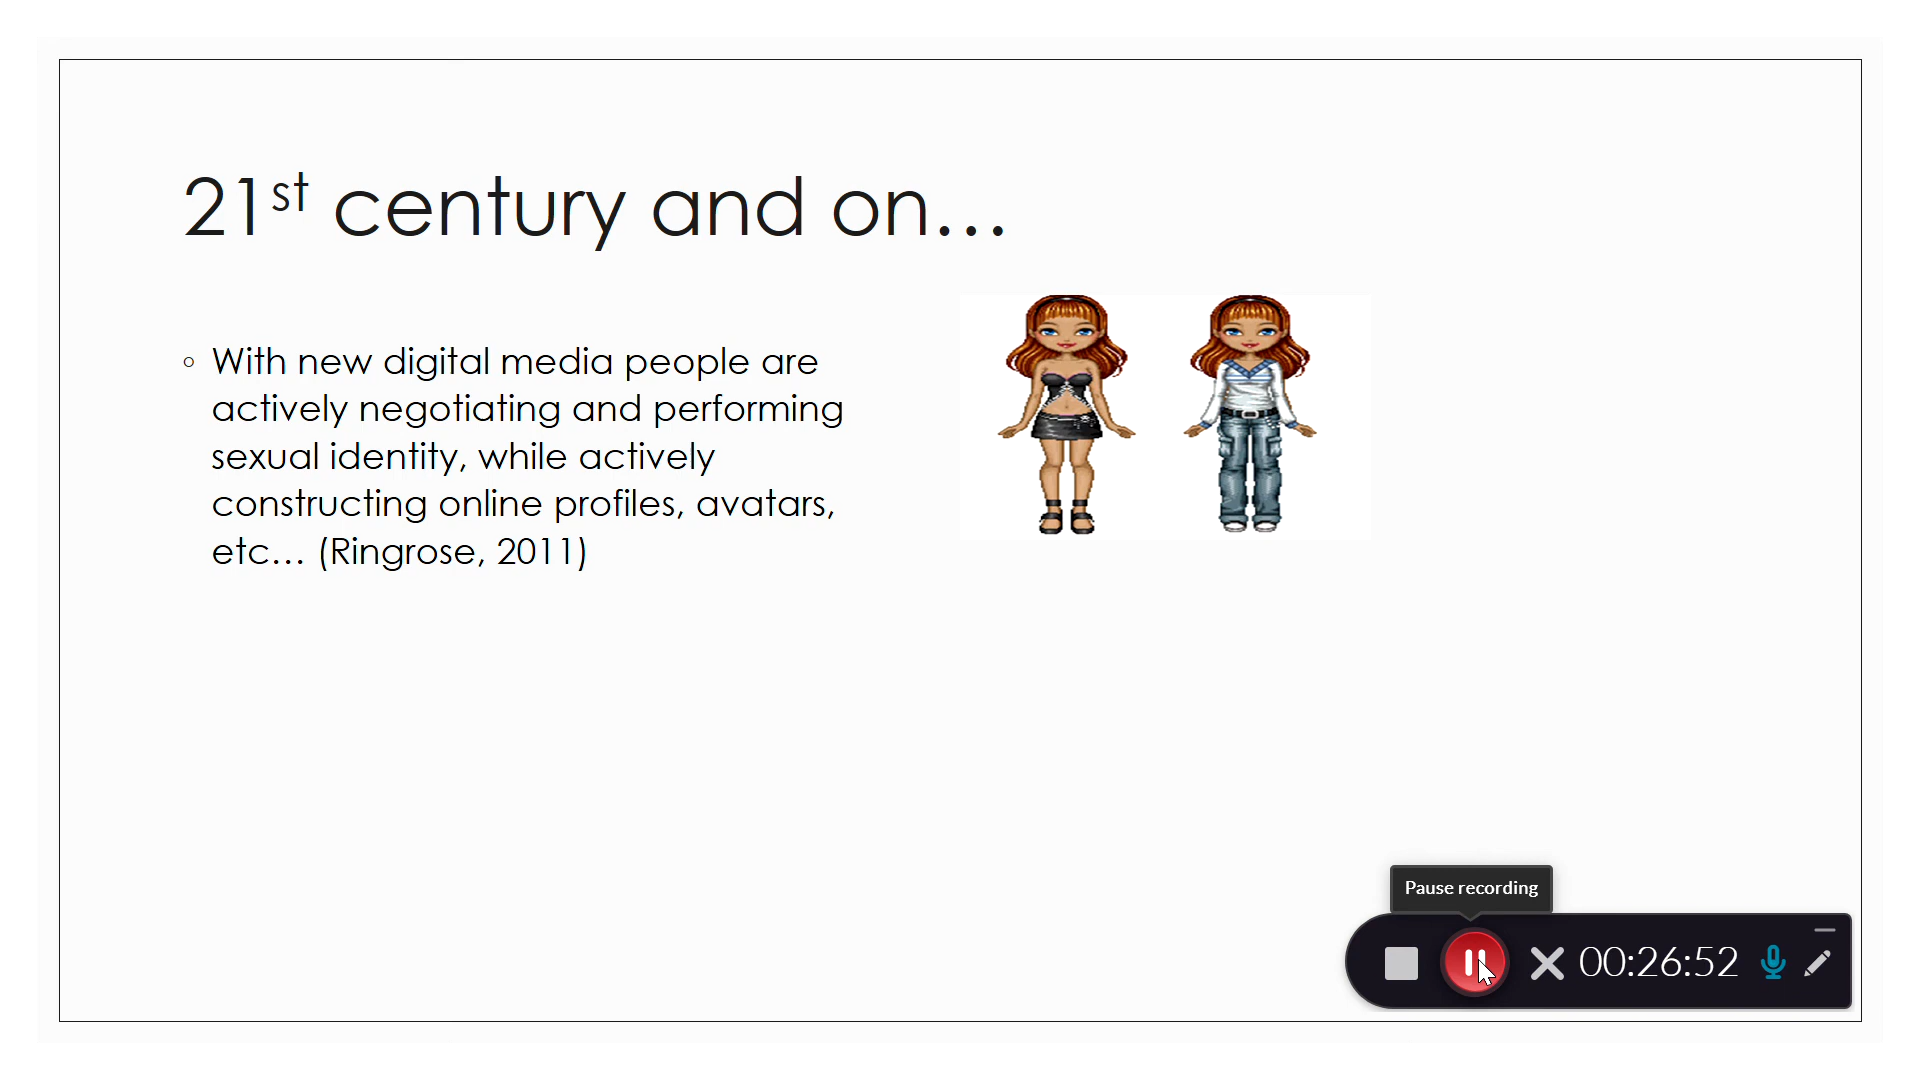 21st century and on...
◦ With new digital media people are
actively negotiating and performing
sexual identity, while actively
constructing online profiles, avatars,
etc... (Ringrose, 2011)
Pause recording
00:26:52